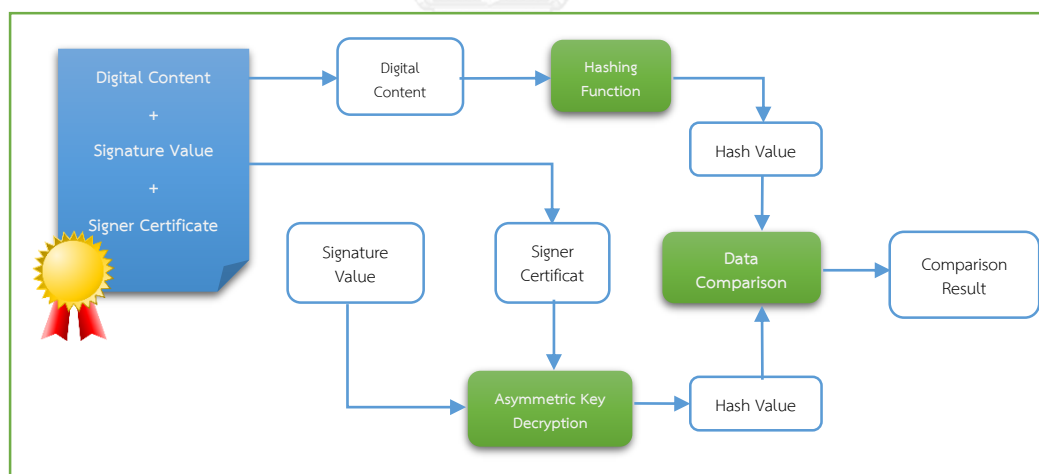 Digital Content
+
Signature Value
+
Signer Certificate
Digital
Content
Hashing
Function
Hash Value
Signature
Value
Signer
Certificat
Data
Comparison
Comparison
Result
Asymmetric Key
Decryption
Hash Value